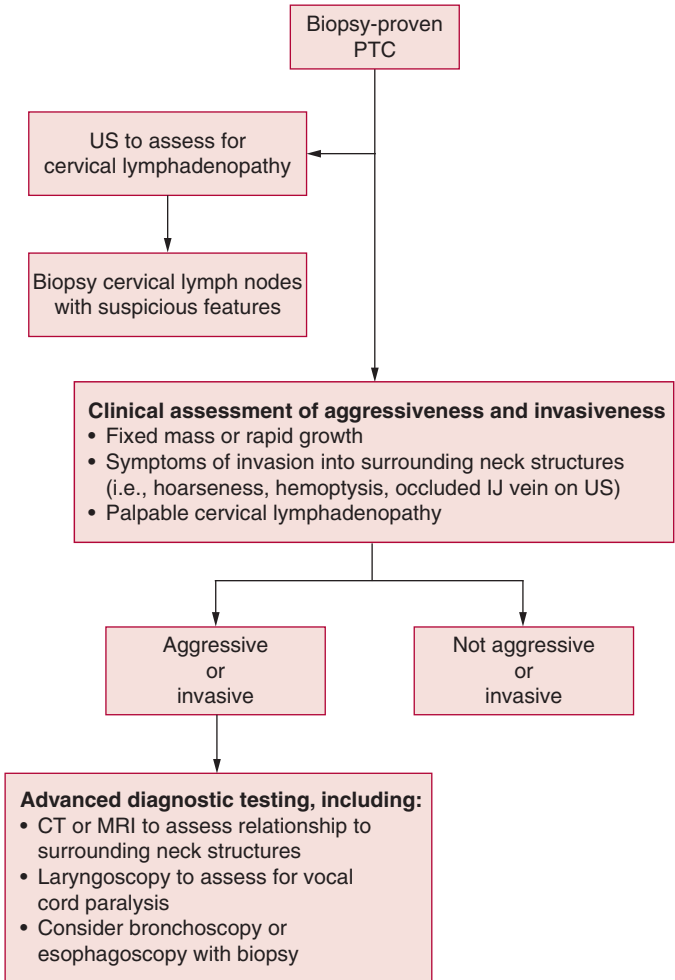 Biopsy-proven
PTC
US to assess for
cervical lymphadenopathy
Biopsy cervical lymph nodes
with suspicious features
Clinical assessment of aggressiveness and invasiveness
• Fixed mass or rapid growth
• Symptoms of invasion into surrounding neck structures
(i.e., hoarseness, hemoptysis, occluded IJ vein on US)
• Palpable cervical lymphadenopathy
Aggressive
or
invasive
Not aggressive
or
invasive
Advanced diagnostic testing, including:
• CT or MRI to assess relationship to
surrounding neck structures
• Laryngoscopy to assess for vocal
cord paralysis
• Consider bronchoscopy or
esophagoscopy with biopsy